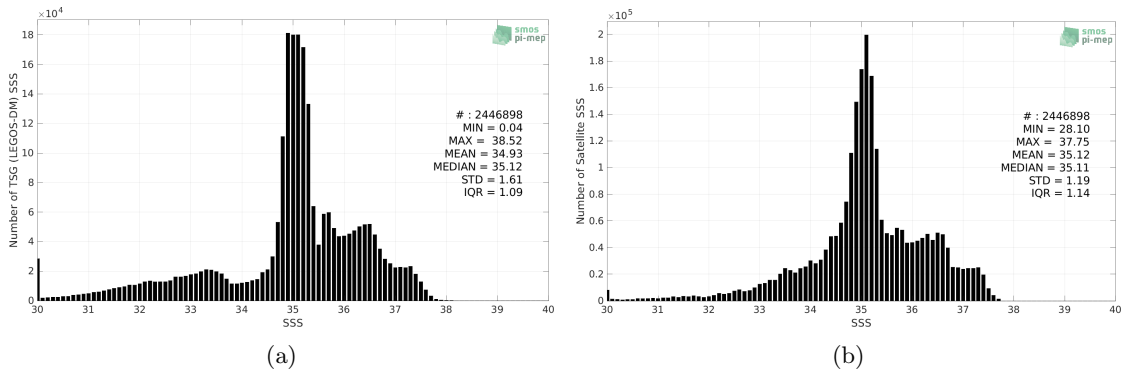 ×10⁴
18
16
14
12
10
8
6
4
2
0
Number of TSG (LEGOS-DM) SSS
smos
pi-mep
# : 2446898
MIN = 0.04
MAX = 38.52
MEAN = 34.93
MEDIAN = 35.12
STD = 1.61
IQR = 1.09
30 31 32 33 34 35 36 37 38 39 40
SSS
(a)
×10⁵
2
1.8
1.6
1.4
1.2
1
0.8
0.6
0.4
0.2
0
Number of Satellite SSS
smos
pi-mep
# : 2446898
MIN = 28.10
MAX = 37.75
MEAN = 35.12
MEDIAN = 35.11
STD = 1.19
IQR = 1.14
30 31 32 33 34 35 36 37 38 39 40
SSS
(b)